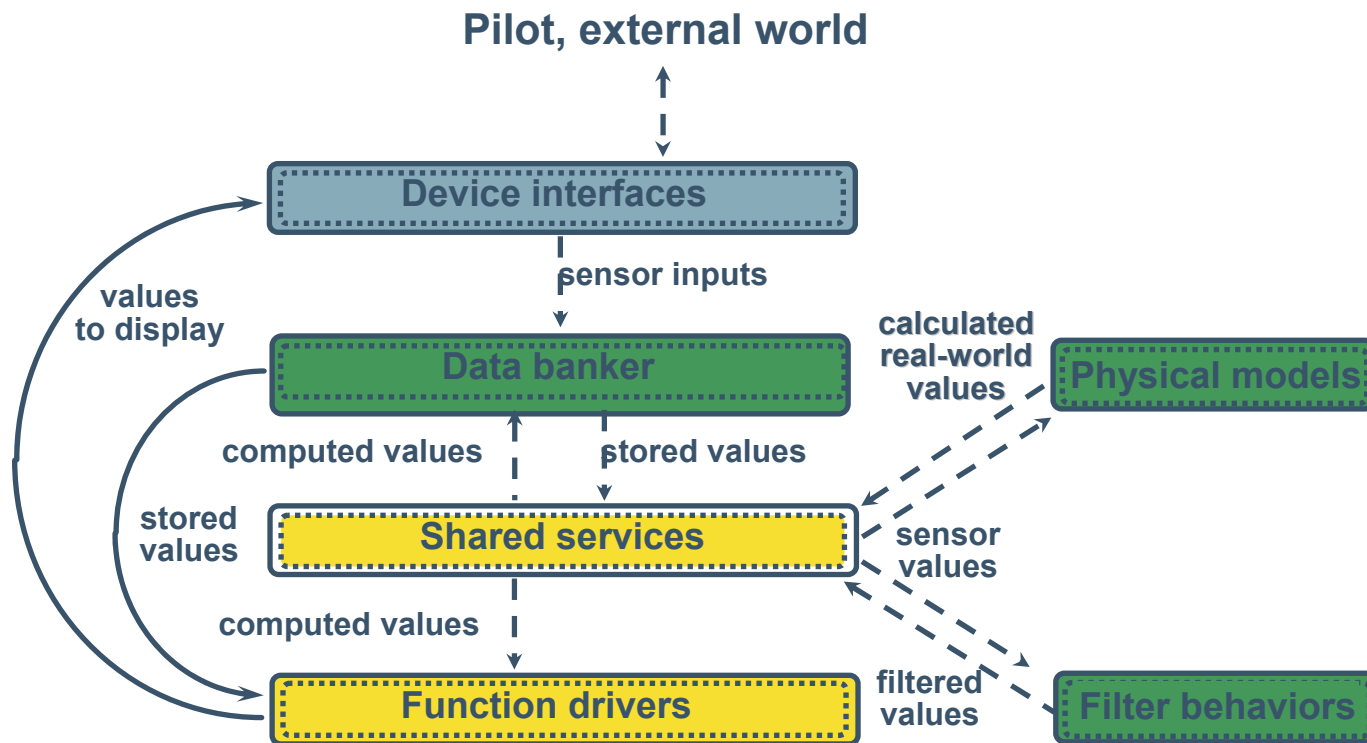 Pilot, external world
Device interfaces
sensor inputs
values
to display
calculated
real-world
values
Data banker
Physical models
computed values
stored values
stored
values
Shared services
sensor
values
computed values
filtered
values
Function drivers
Filter behaviors